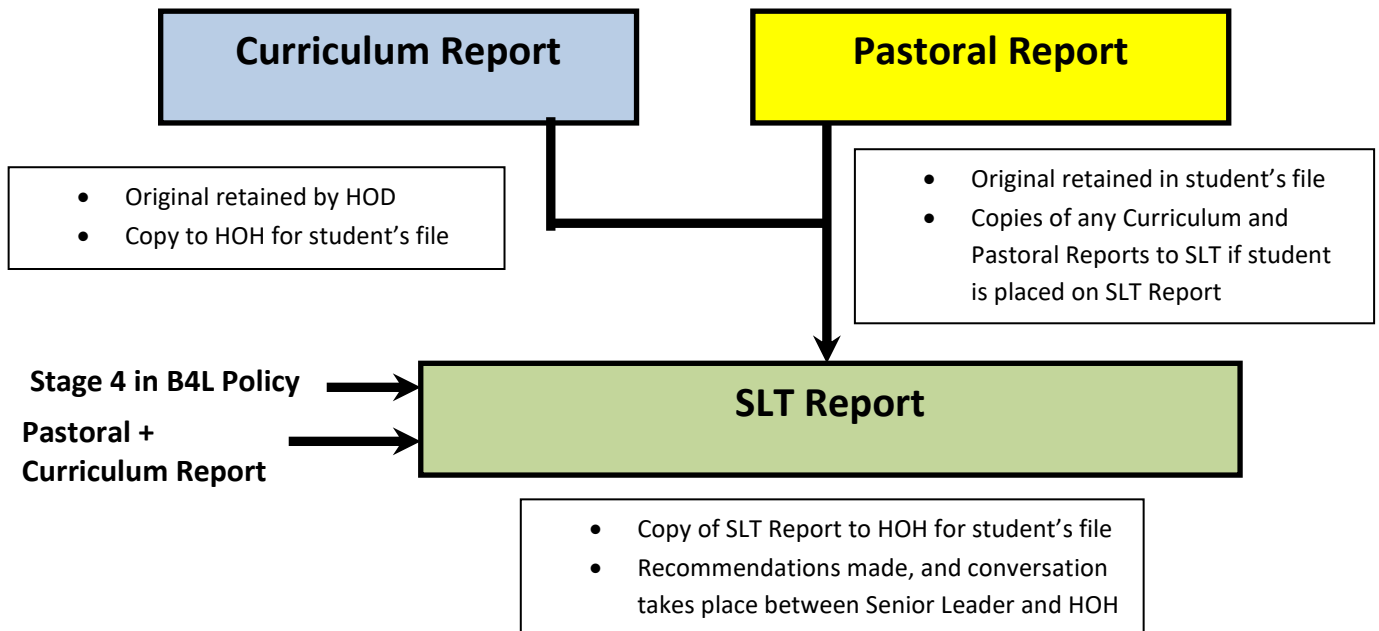 Curriculum Report
Pastoral Report
• Original retained by HOD
• Copy to HOH for student’s file
• Original retained in student’s file
• Copies of any Curriculum and
Pastoral Reports to SLT if student
is placed on SLT Report
Stage 4 in B4L Policy
Pastoral +
Curriculum Report
SLT Report
• Copy of SLT Report to HOH for student’s file
• Recommendations made, and conversation
takes place between Senior Leader and HOH